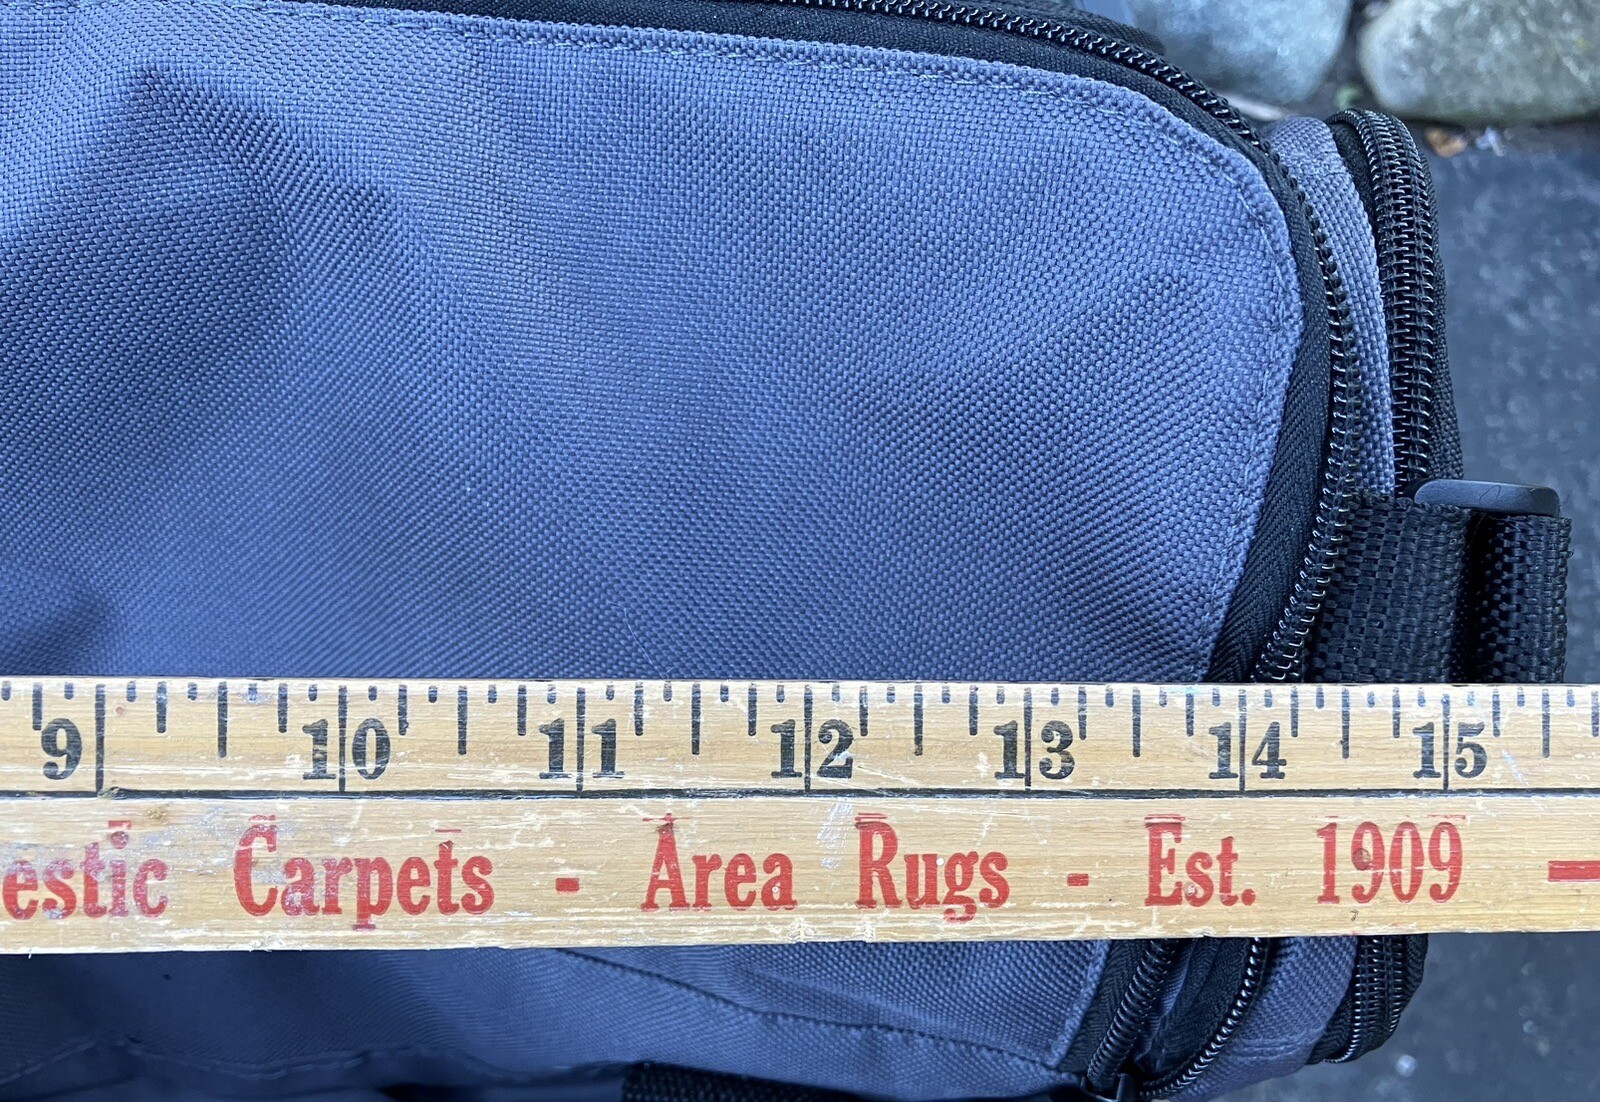 9 10 11 12 13 14 15
estic Carpets - Area Rugs - Est. 1909 -